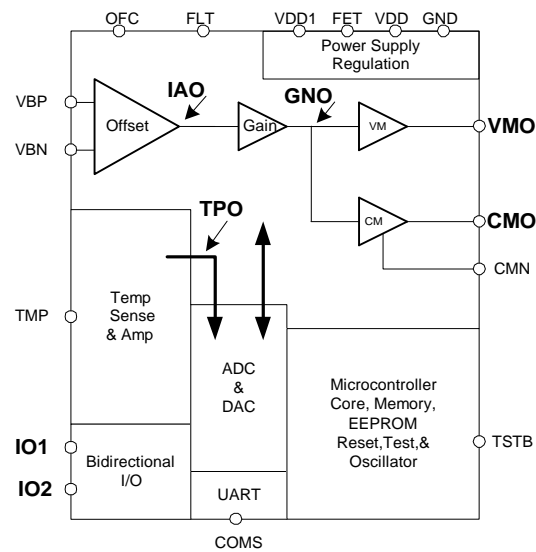 OFC FLT VDD1 FET VDD GND
Power Supply
Regulation
IAO
GNO
VBP
VBN
Offset
Gain
VM
VMO
TPO
CM
CMO
CMN
TMP
Temp
Sense
& Amp
ADC
&
DAC
Microcontroller
Core, Memory,
EEPROM
Reset,Test,&
Oscillator
TSTB
IO1
IO2
Bidirectional
I/O
UART
COMS